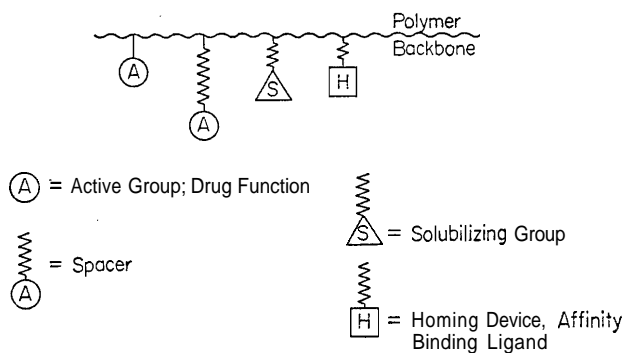 Polymer
Backbone
A
S
H
A
A = Active Group; Drug Function
S = Solubilizing Group
= Spacer
A
H = Homing Device, Affinity
Binding Ligand